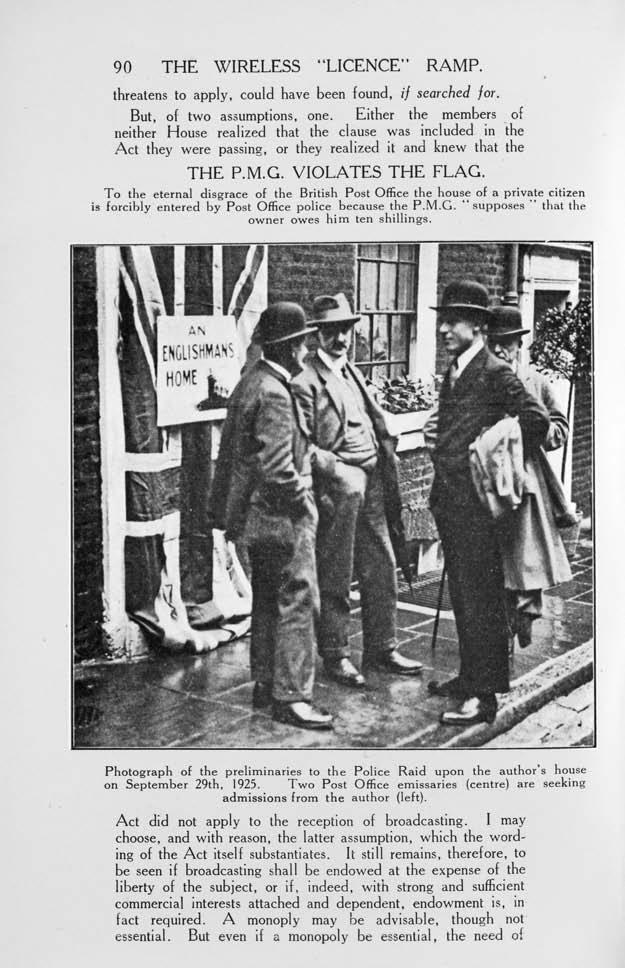 90 THE WIRELESS "LICENCE" RAMP.
threatens to apply, could have been found, if searched for.
But, of two assumptions, one. Either the members of
neither House realized that the clause was included in the
Act they were passing, or they realized it and knew that the
THE P.M.G. VIOLATES THE FLAG.
To the eternal disgrace of the British Post Office the house of a private citizen
is forcibly entered by Post Office police because the P.M.G. "supposes" that the
owner owes him ten shillings.
AN
ENGLISHMANS
HOME
Photograph of the preliminaries to the Police Raid upon the author's house
on September 29th, 1925. Two Post Office emissaries (centre) are seeking
admissions from the author (left).
Act did not apply to the reception of broadcasting. I may
choose, and with reason, the latter assumption, which the word-
ing of the Act itself substantiates. It still remains, therefore, to
be seen if broadcasting shall be endowed at the expense of the
liberty of the subject, or if, indeed, with strong and sufficient
commercial interests attached and dependent, endowment is, in
fact required. A monoply may be advisable, though not
essential. But even if a monopoly be essential, the need of